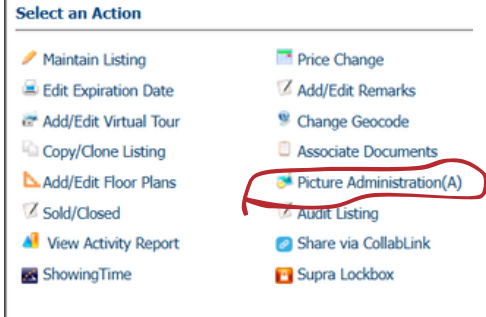 Select an Action
Maintain Listing
Price Change
Edit Expiration Date
Add/Edit Remarks
Add/Edit Virtual Tour
Change Geocode
Copy/Clone Listing
Associate Documents
Add/Edit Floor Plans
Picture Administration(A)
Sold/Closed
Audit Listing
View Activity Report
Share via CollabLink
ShowingTime
Supra Lockbox